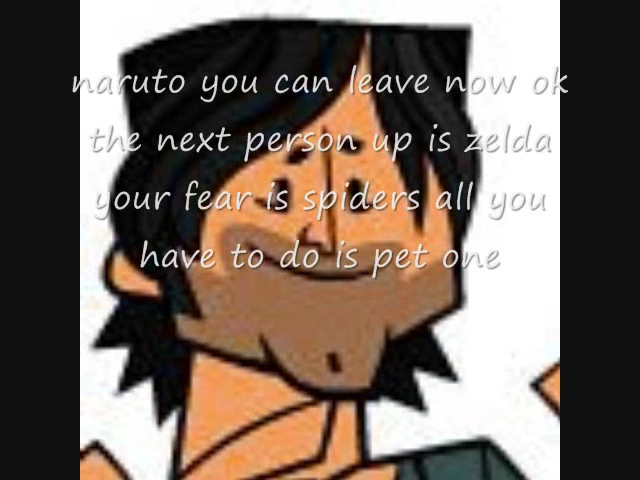 naruto you can leave now ok
the next person up is zelda
your fear is spiders all you
have to do is pet one